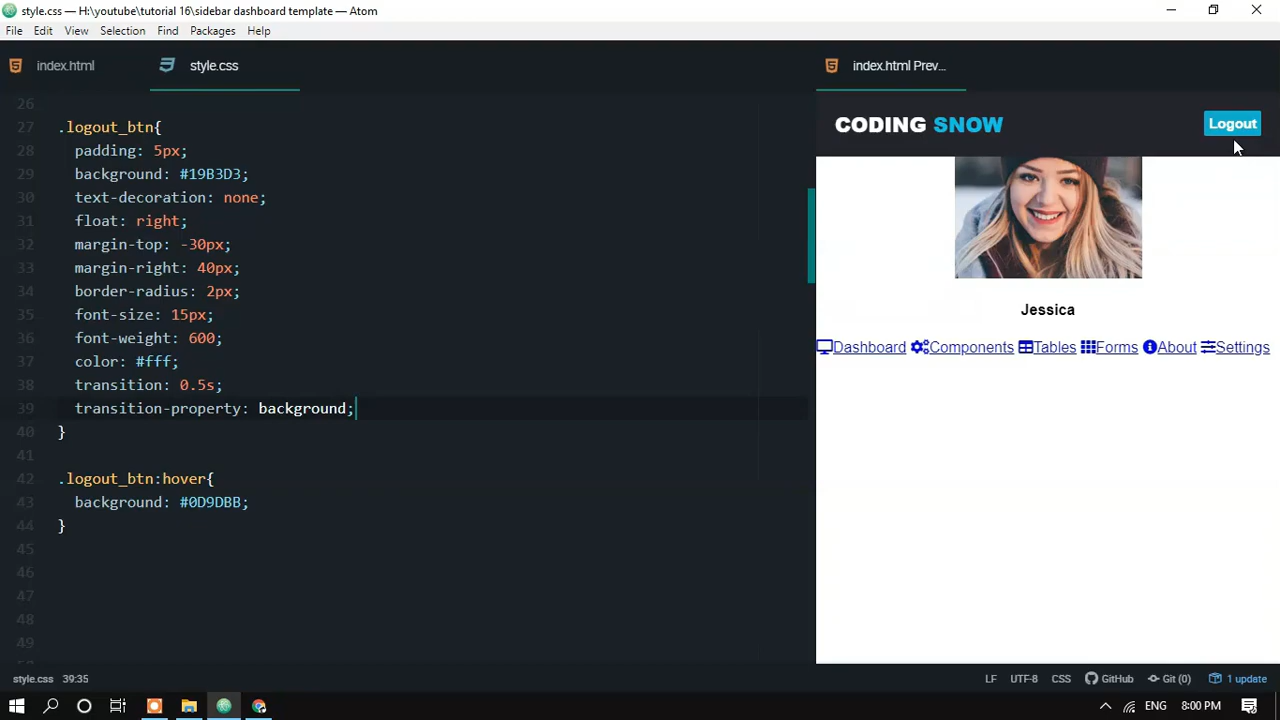 style.css — H:\youtube\tutorial 16\sidebar dashboard template — Atom
File Edit View Selection Find Packages Help
index.html style.css index.html Prev...
26
27 .logout_btn{
28 padding: 5px;
29 background: #19B3D3;
30 text-decoration: none;
31 float: right;
32 margin-top: -30px;
33 margin-right: 40px;
34 border-radius: 2px;
35 font-size: 15px;
36 font-weight: 600;
37 color: #fff;
38 transition: 0.5s;
39 transition-property: background;
40 }
41
42 .logout_btn:hover{
43 background: #0D9DBB;
44 }
45
46
47
48
49
CODING SNOW Logout
Jessica
Dashboard Components Tables Forms About Settings
style.css 39:35 LF UTF-8 CSS GitHub Git (0) 1 update
ENG 8:00 PM